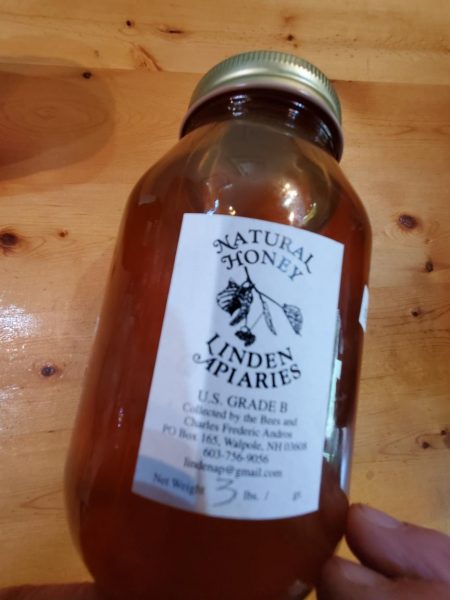 NATURAL
HONEY
LINDEN
APIARIES
U.S. GRADE B
Collected by the Bees and
Charles Frederic Andros
PO Box 165, Walpole, NH 03608
603-756-9056
lindenap@gmail.com
Net Weight 3 lbs. / gr.